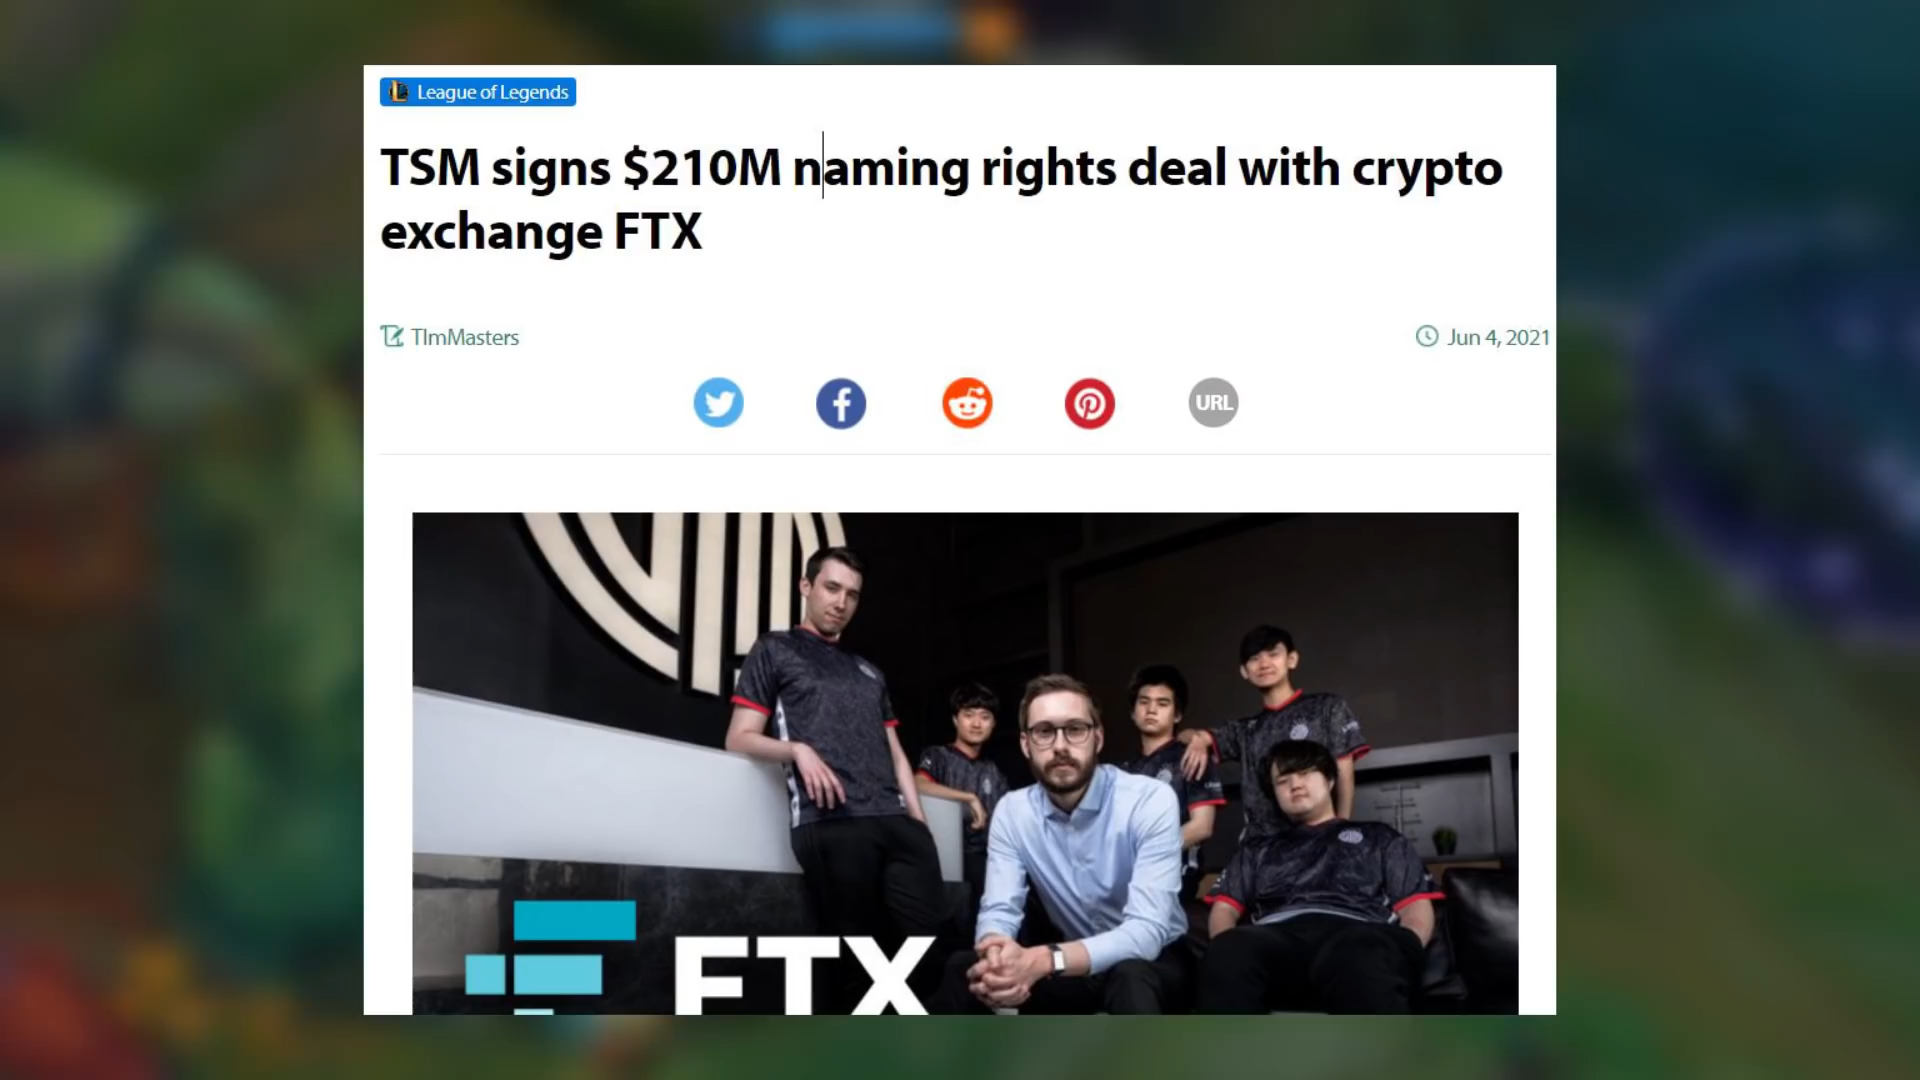 League of Legends
TSM signs $210M naming rights deal with crypto
exchange FTX
TImMasters
Jun 4, 2021
URL
FTX